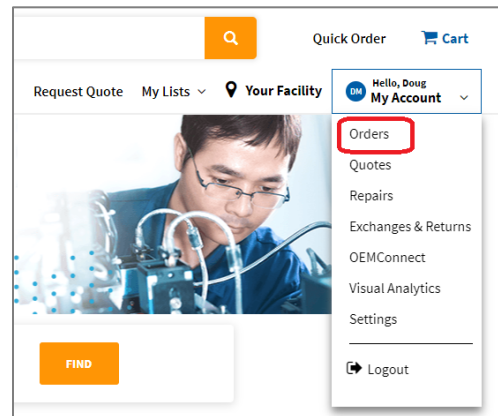 Quick Order Cart
Request Quote My Lists Your Facility
DM Hello, Doug
My Account
Orders
Quotes
Repairs
Exchanges & Returns
OEMConnect
Visual Analytics
Settings
Logout
FIND